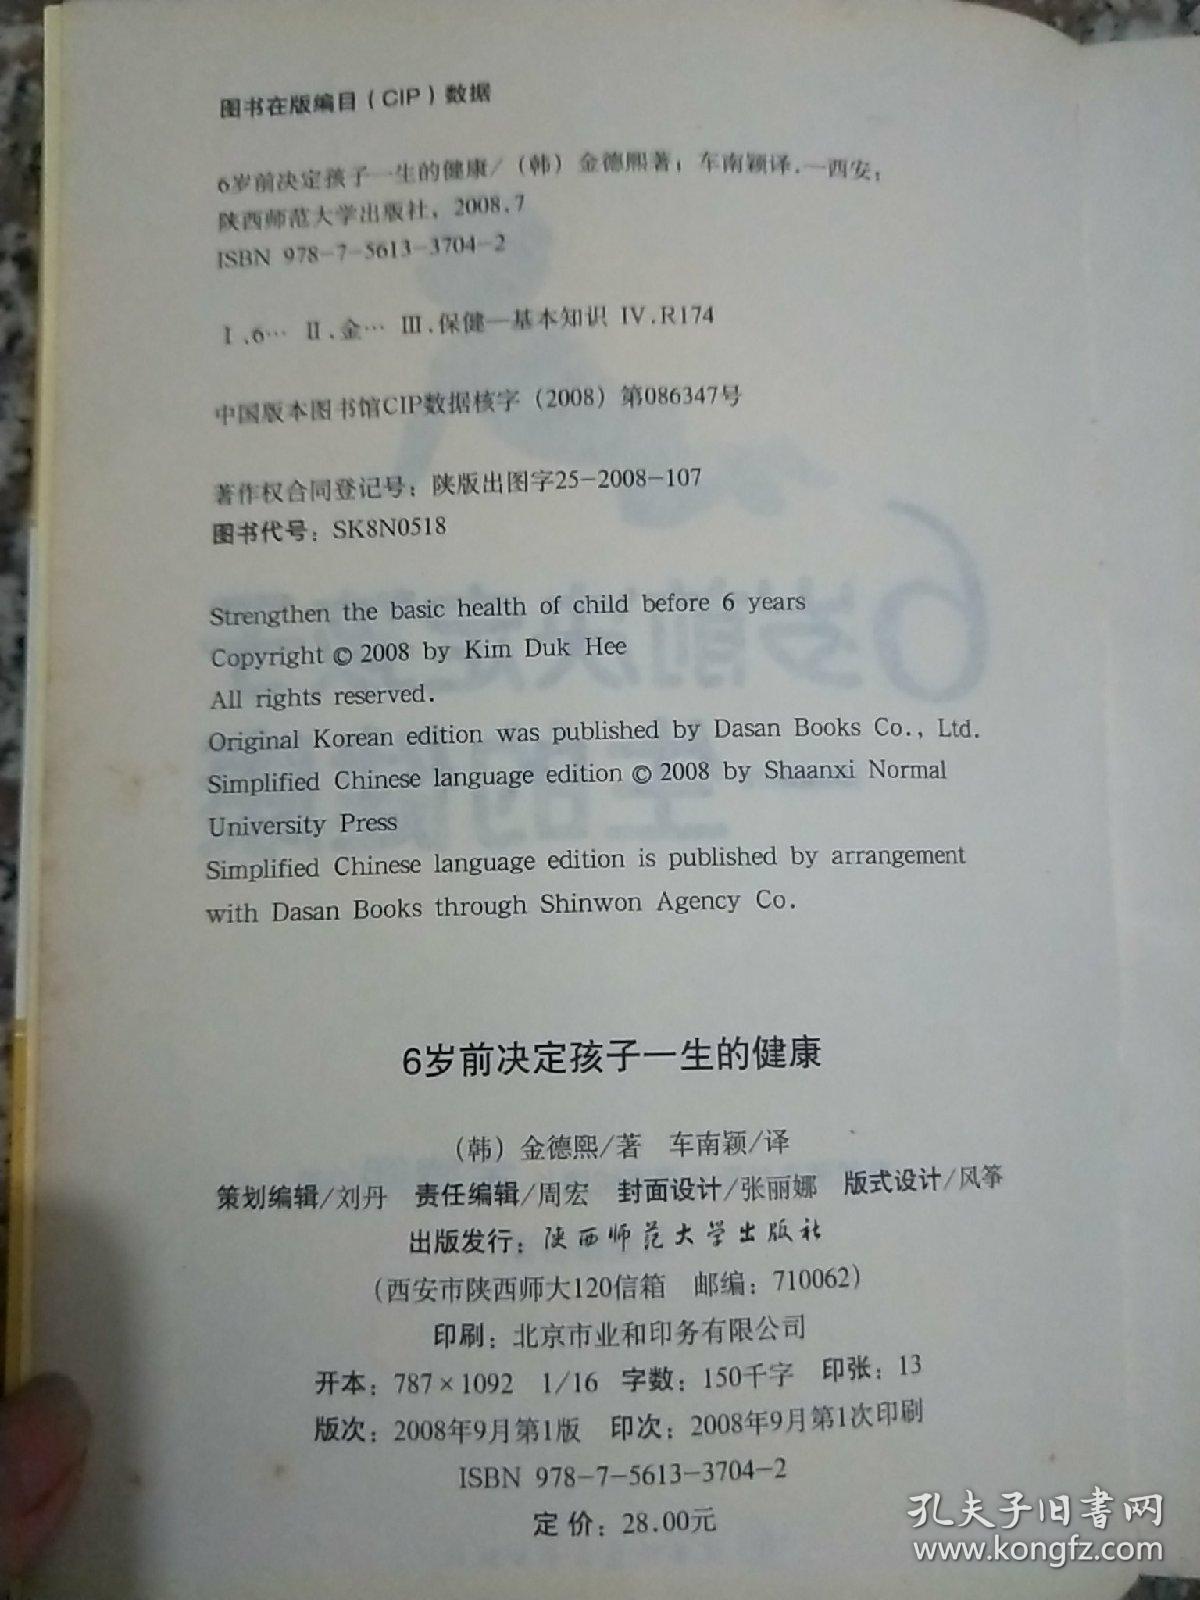 图书在版编目(CIP)数据
6岁前决定孩子一生的健康/(韩)金德熙著;车南颖译.—西安:
陕西师范大学出版社,2008.7
ISBN 978-7-5613-3704-2
Ⅰ.6… Ⅱ.金… Ⅲ.保健—基本知识 Ⅳ.R174
中国版本图书馆CIP数据核字(2008)第086347号
著作权合同登记号:陕版出图字25-2008-107
图书代号:SK8N0518
Strengthen the basic health of child before 6 years
Copyright © 2008 by Kim Duk Hee
All rights reserved.
Original Korean edition was published by Dasan Books Co., Ltd.
Simplified Chinese language edition © 2008 by Shaanxi Normal
University Press
Simplified Chinese language edition is published by arrangement
with Dasan Books through Shinwon Agency Co.
6岁前决定孩子一生的健康
(韩)金德熙/著 车南颖/译
策划编辑/刘丹 责任编辑/周宏 封面设计/张丽娜 版式设计/风筝
出版发行:陕西师范大学出版社
(西安市陕西师大120信箱 邮编:710062)
印刷:北京市业和印务有限公司
开本:787×1092 1/16 字数:150千字 印张:13
版次:2008年9月第1版 印次:2008年9月第1次印刷
ISBN 978-7-5613-3704-2
定价:28.00元
孔夫子旧书网
www.kongfz.com